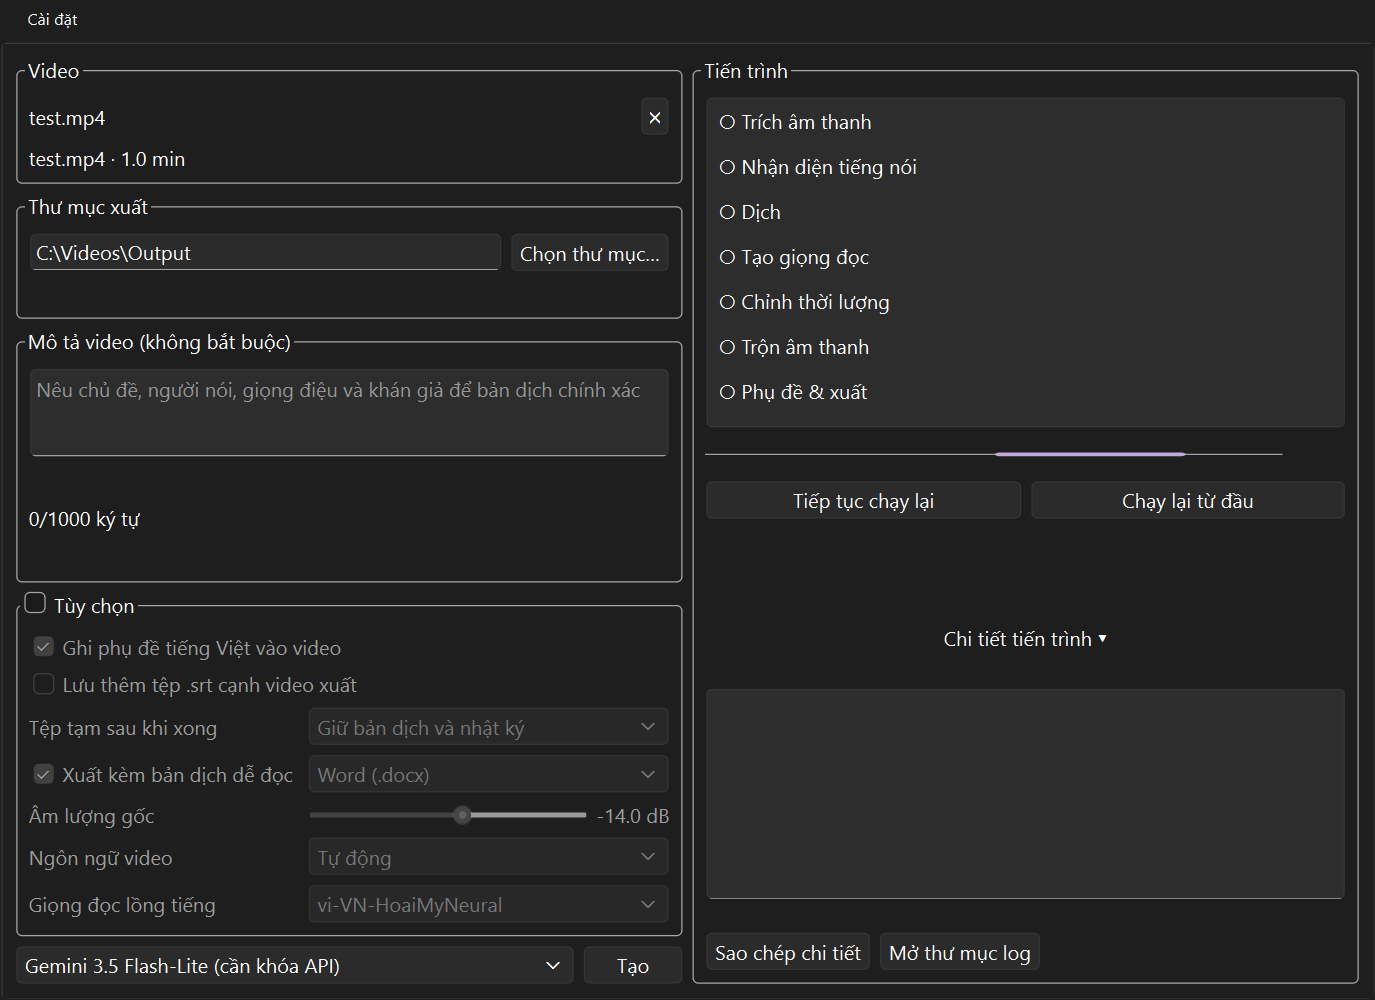 Cài đặt
Video
test.mp4
test.mp4 · 1.0 min
Thư mục xuất
C:\Videos\Output
Chọn thư mục...
Mô tả video (không bắt buộc)
Nêu chủ đề, người nói, giọng điệu và khán giả để bản dịch chính xác
0/1000 ký tự
Tùy chọn
Ghi phụ đề tiếng Việt vào video
Lưu thêm tệp .srt cạnh video xuất
Tệp tạm sau khi xong
Giữ bản dịch và nhật ký
Xuất kèm bản dịch dễ đọc
Word (.docx)
Âm lượng gốc
-14.0 dB
Ngôn ngữ video
Tự động
Giọng đọc lồng tiếng
vi-VN-HoaiMyNeural
Gemini 3.5 Flash-Lite (cần khóa API)
Tạo
Tiến trình
Trích âm thanh
Nhận diện tiếng nói
Dịch
Tạo giọng đọc
Chỉnh thời lượng
Trộn âm thanh
Phụ đề & xuất
Tiếp tục chạy lại
Chạy lại từ đầu
Chi tiết tiến trình
Sao chép chi tiết
Mở thư mục log